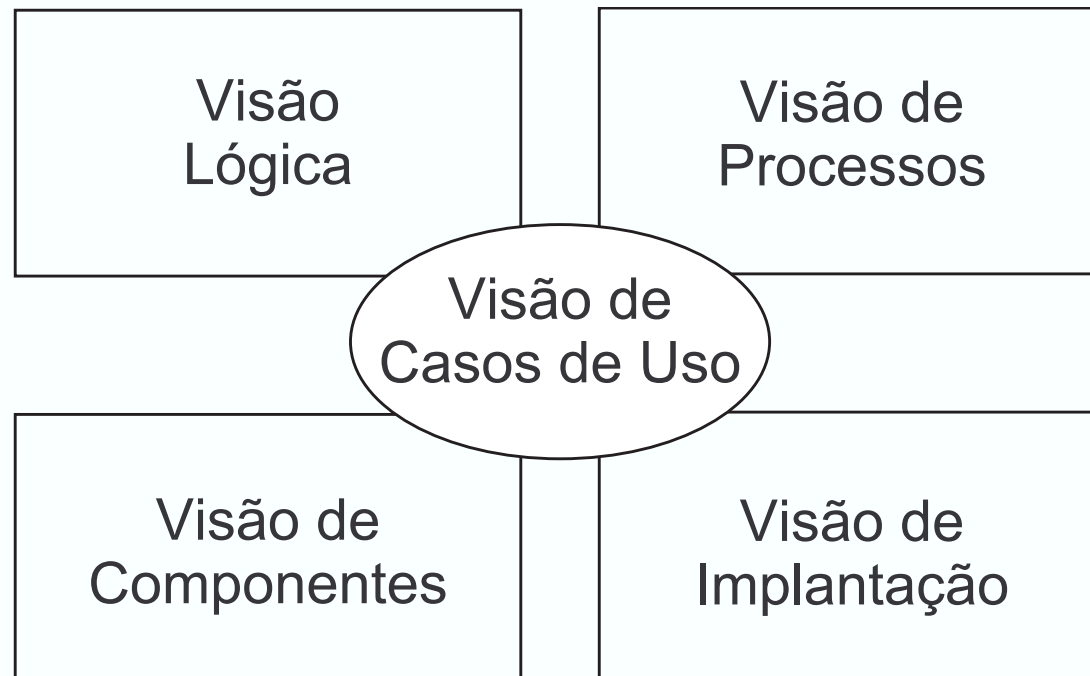 Visão
Lógica
Visão de
Processos
Visão de
Casos de Uso
Visão de
Componentes
Visão de
Implantação